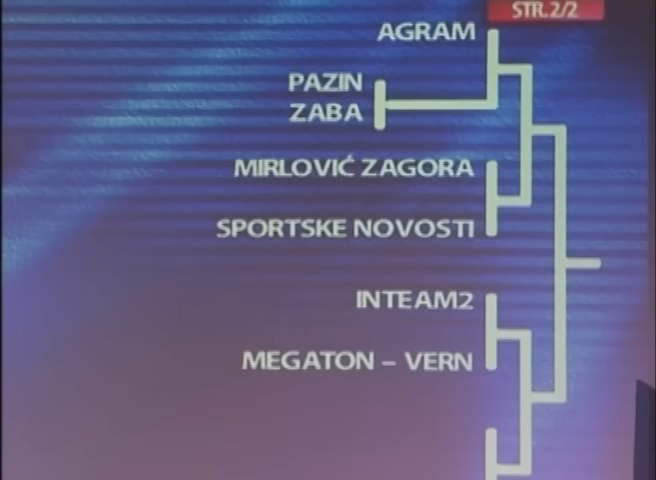 STR.2/2
AGRAM
PAZIN
ZABA
MIRLOVIĆ ZAGORA
SPORTSKE NOVOSTI
INTEAM2
MEGATON – VERN